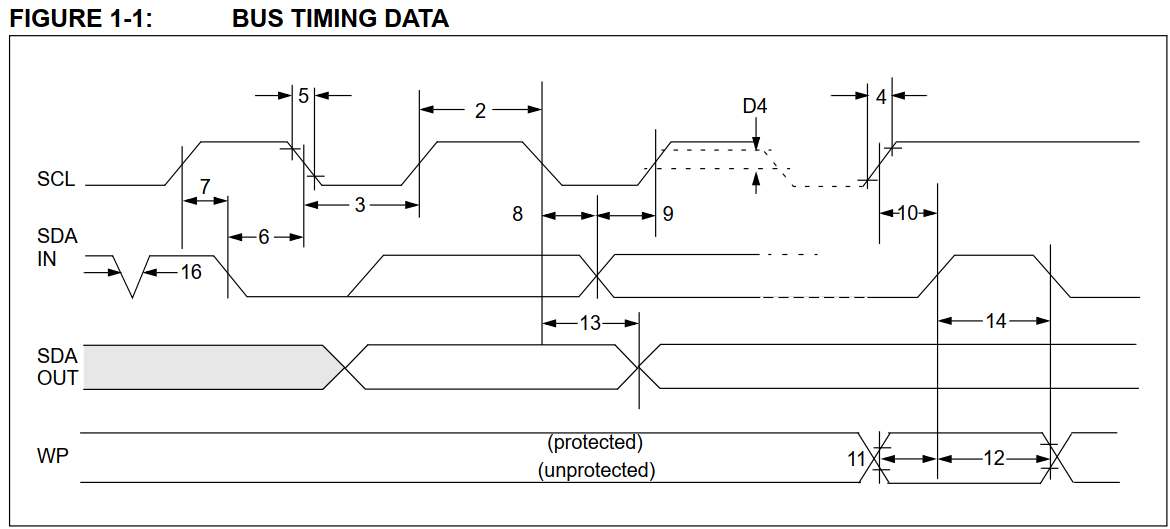 FIGURE 1-1: BUS TIMING DATA
5
4
2
D4
SCL
7
3
8
9
10
6
SDA
IN
16
13
14
SDA
OUT
(protected)
WP
11
12
(unprotected)